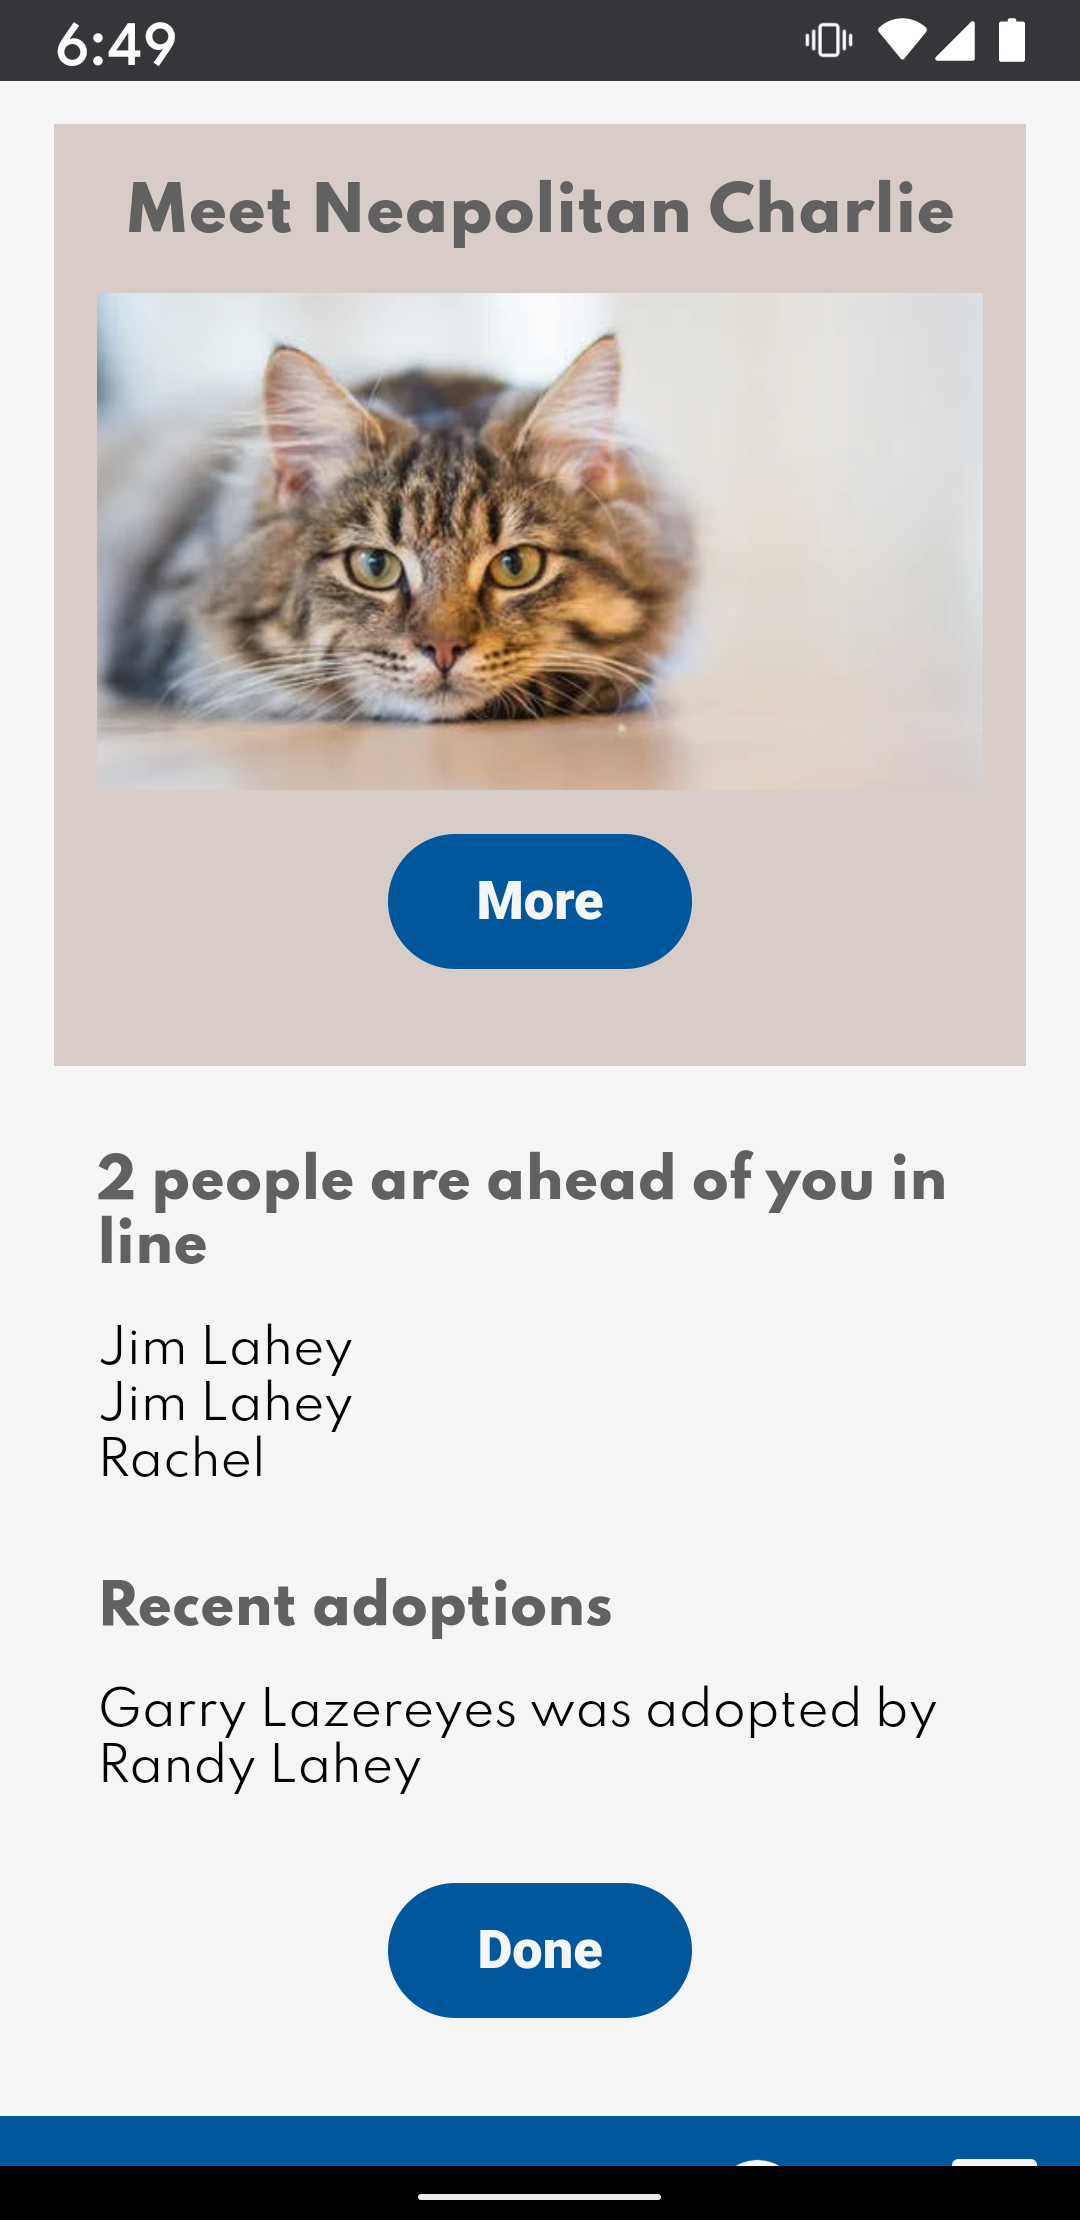 6:49
Meet Neapolitan Charlie
More
2 people are ahead of you in
line
Jim Lahey
Jim Lahey
Rachel
Recent adoptions
Garry Lazereyes was adopted by
Randy Lahey
Done